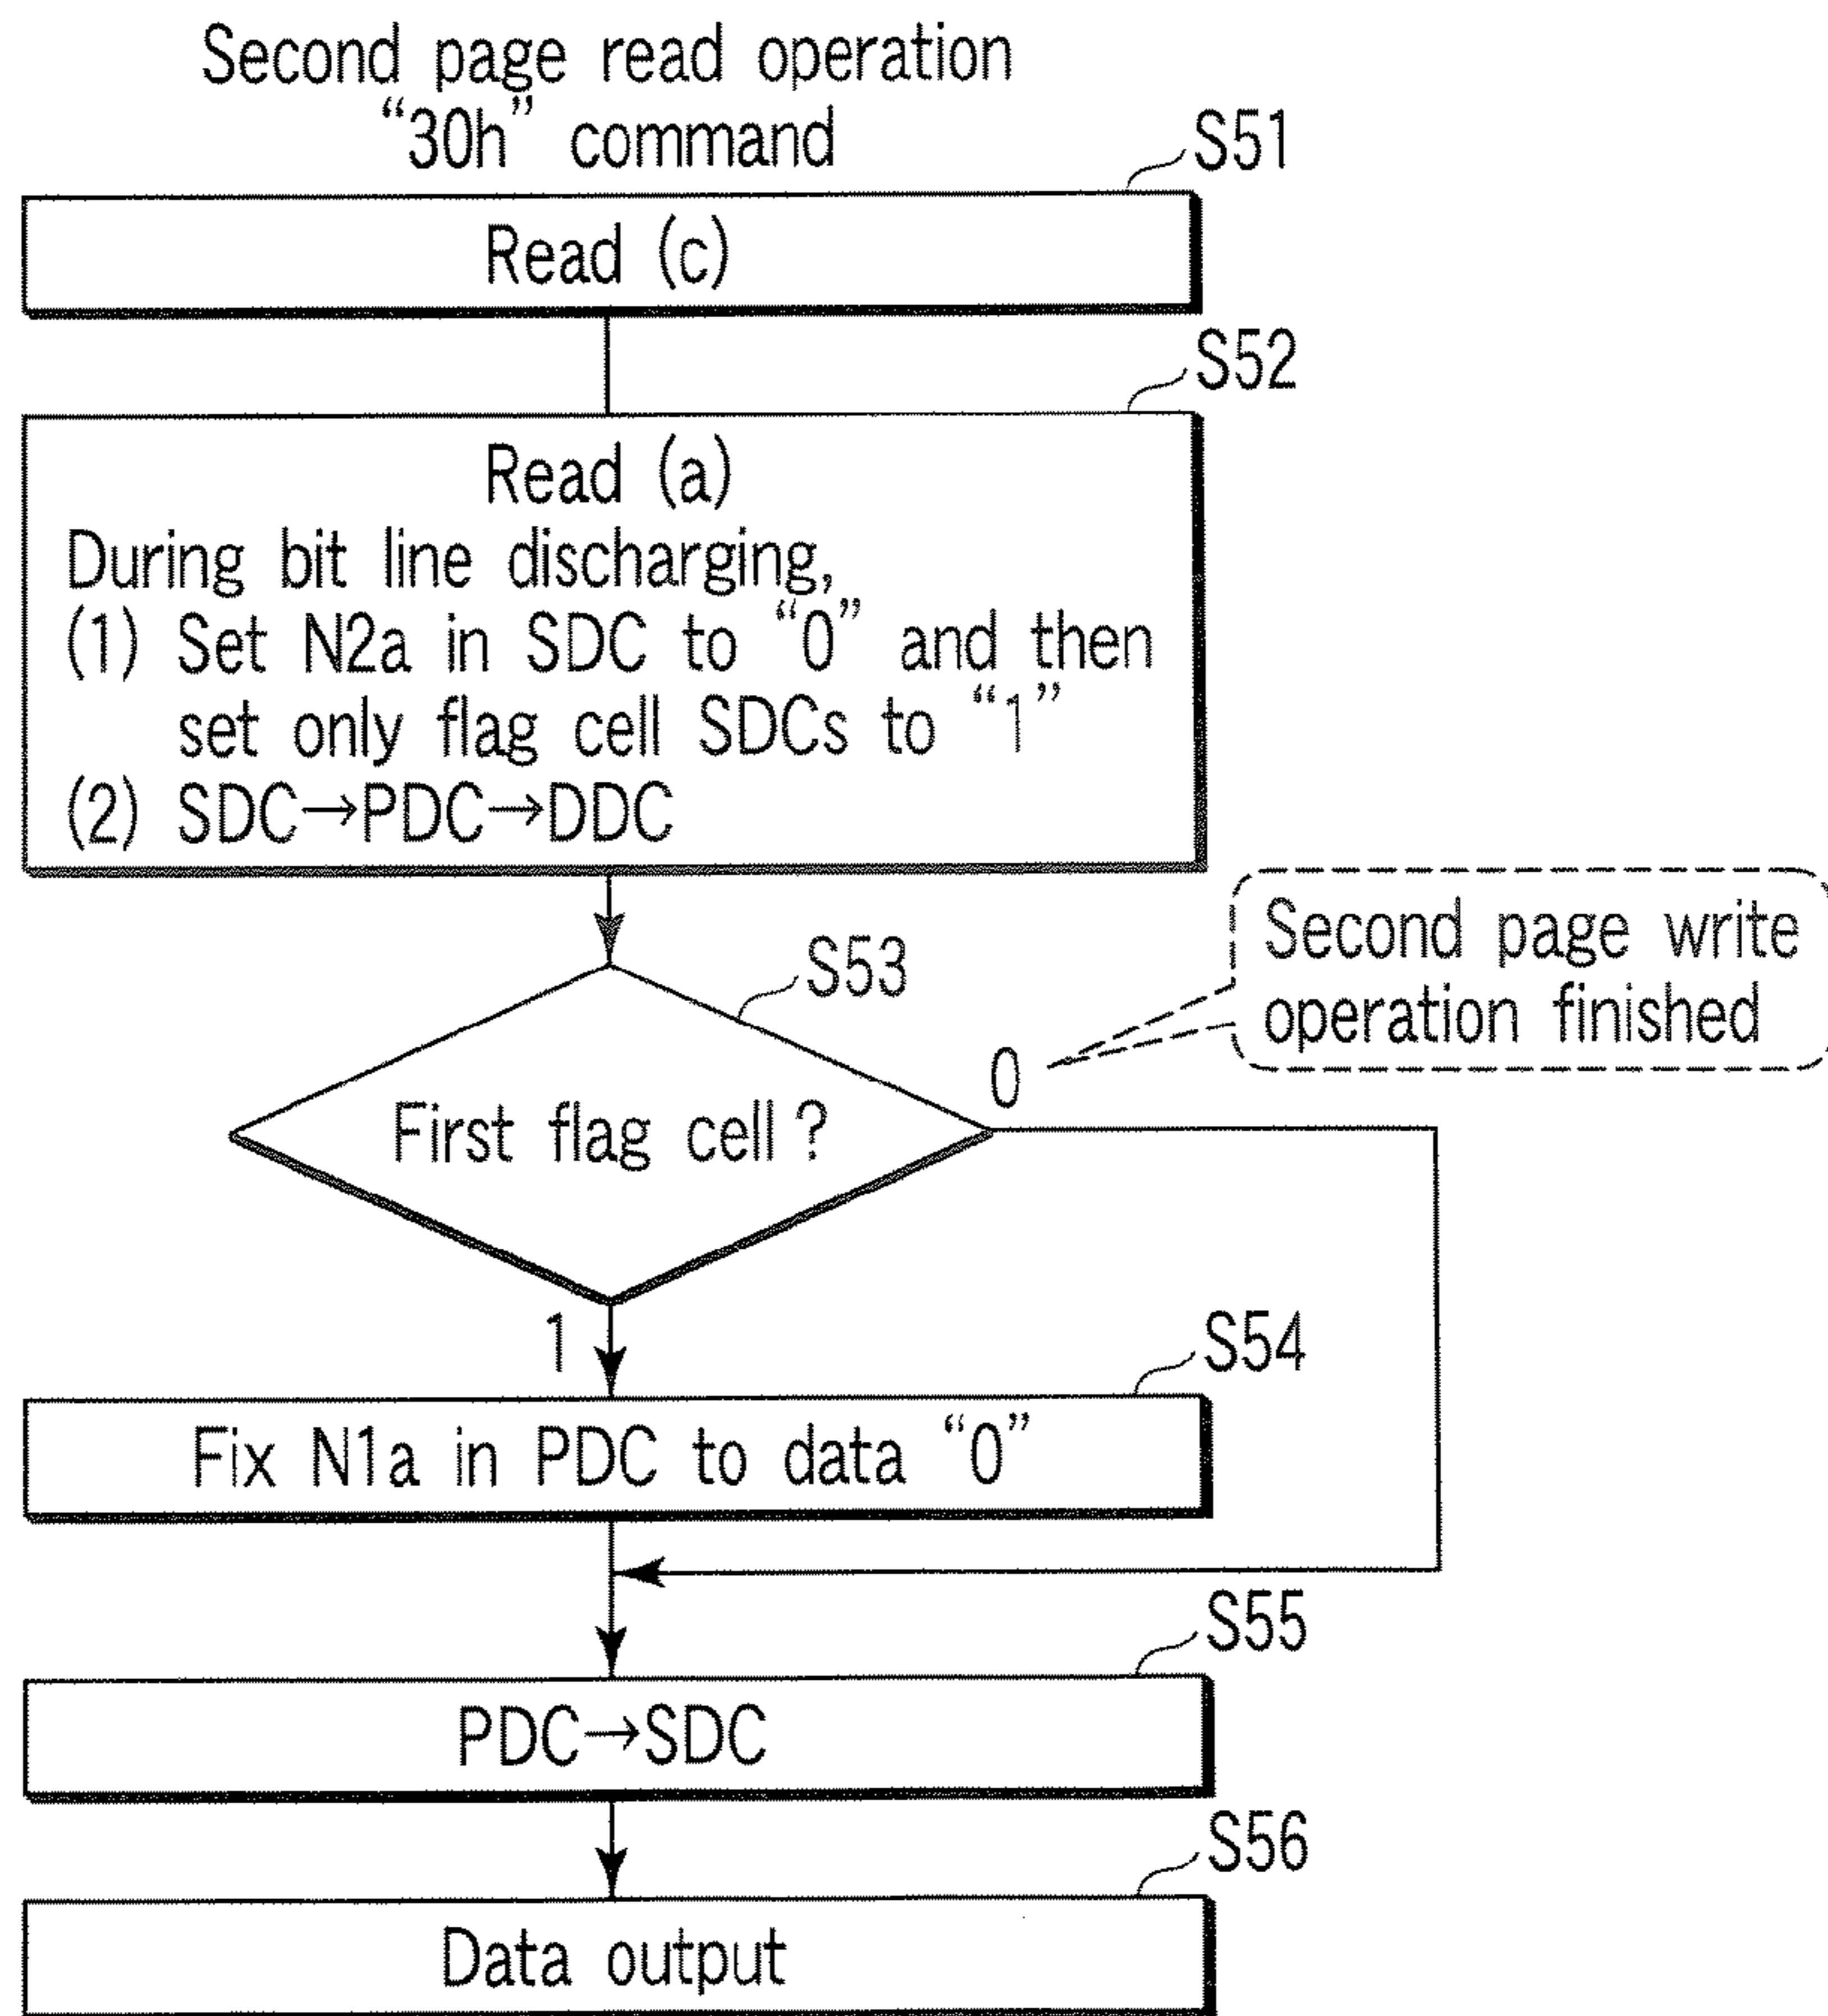 Second page read operation
“30h” command
S51
Read (c)
S52
Read (a)
During bit line discharging,
(1) Set N2a in SDC to “0” and then
set only flag cell SDCs to “1”
(2) SDC→PDC→DDC
Second page write
operation finished
S53
0
First flag cell ?
1
S54
Fix N1a in PDC to data “0”
S55
PDC→SDC
S56
Data output